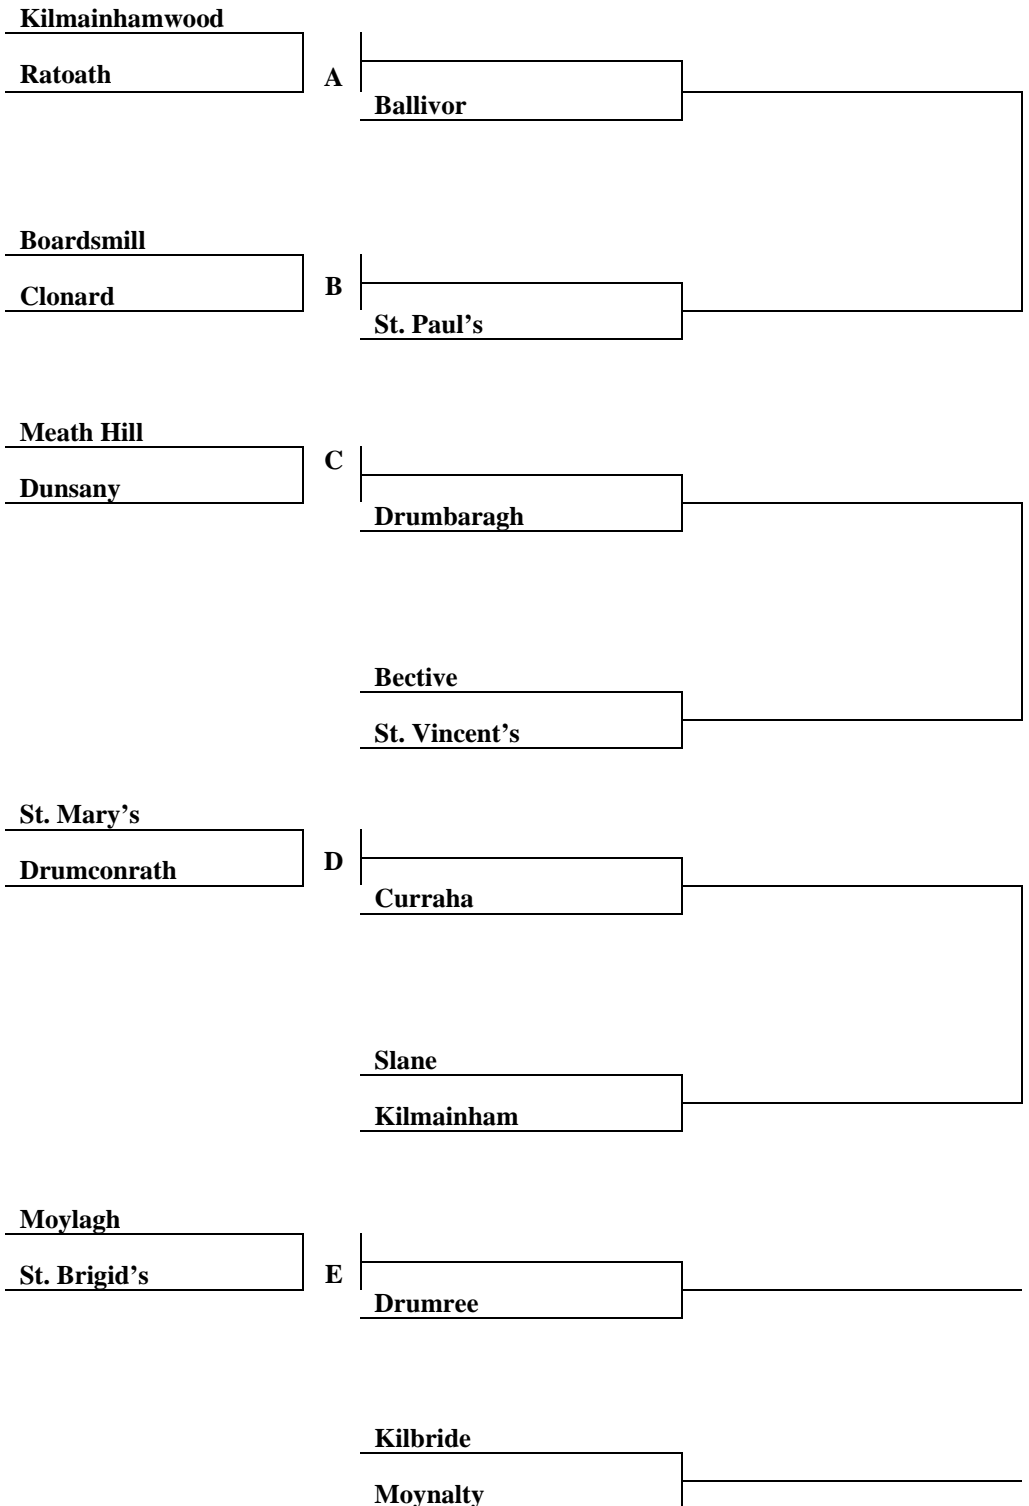 Kilmainhamwood
Ratoath
A
Ballivor
Boardsmill
Clonard
B
St. Paul's
Meath Hill
Dunsany
C
Drumbaragh
Bective
St. Vincent's
St. Mary's
Drumconrath
D
Curraha
Slane
Kilmainham
Moylagh
St. Brigid's
E
Drumree
Kilbride
Moynalty